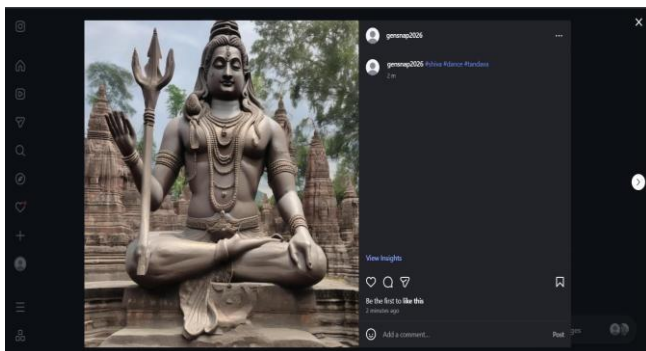 gensnap2026
gensnap2026 #shiva #dance #tandava
2 m
View Insights
Be the first to like this
2 minutes ago
Add a comment...
Post